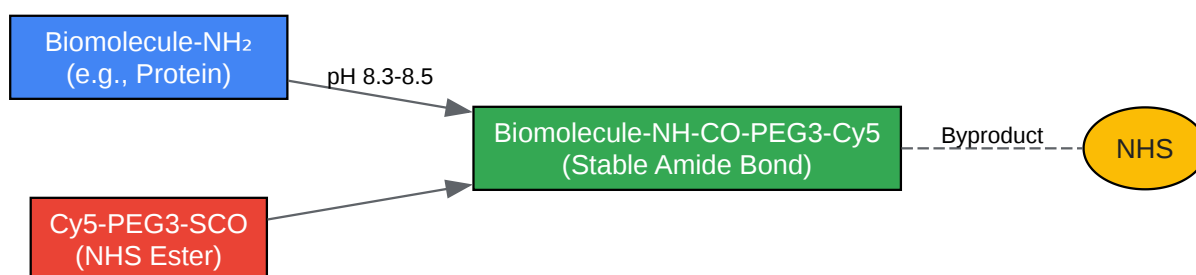 Biomolecule-NH₂
(e.g., Protein)
pH 8.3-8.5
Biomolecule-NH-CO-PEG3-Cy5
(Stable Amide Bond)
Byproduct
NHS
Cy5-PEG3-SCO
(NHS Ester)